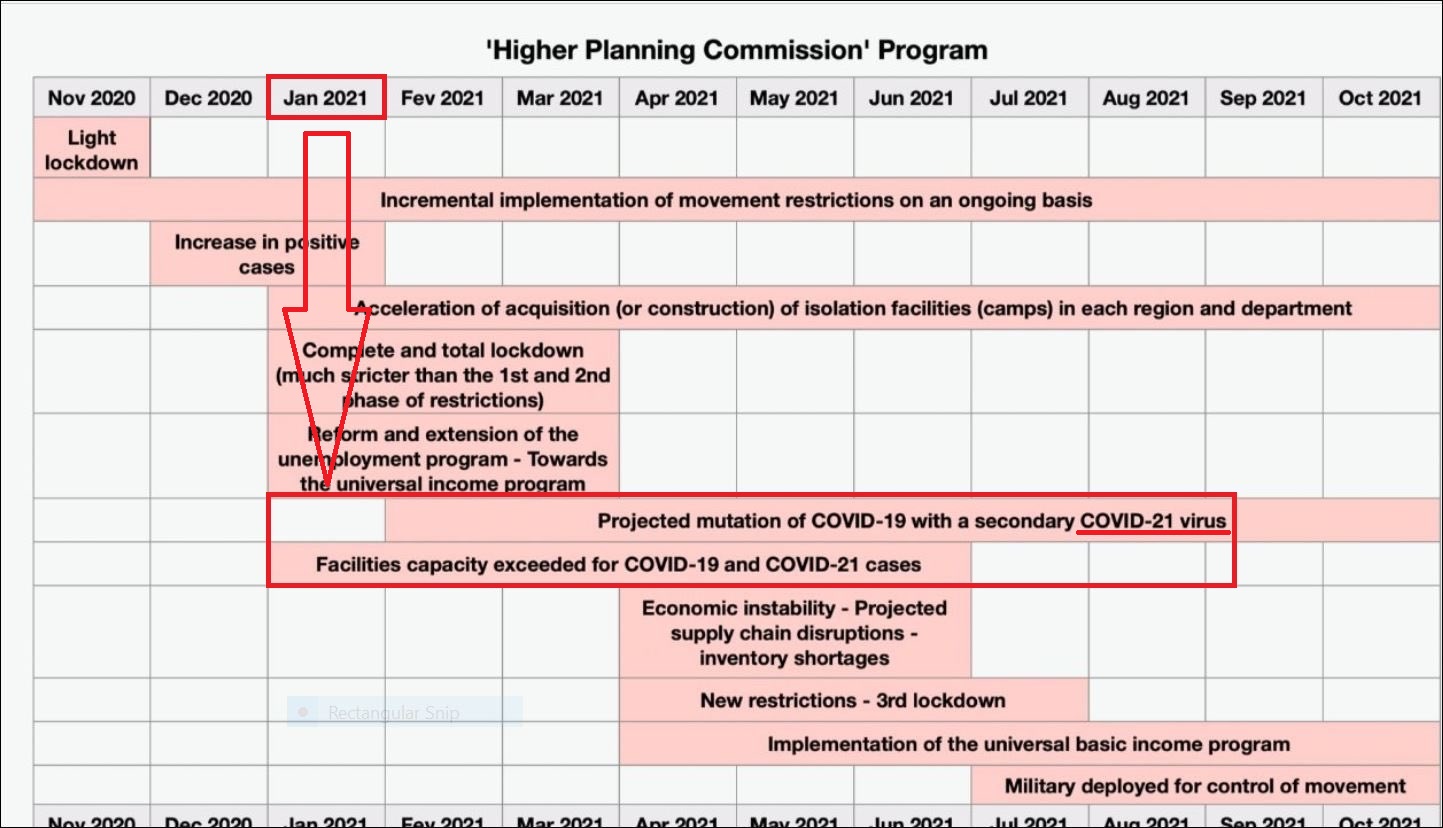 'Higher Planning Commission' Program
Nov 2020 Dec 2020 Jan 2021 Fev 2021 Mar 2021 Apr 2021 May 2021 Jun 2021 Jul 2021 Aug 2021 Sep 2021 Oct 2021
Light
lockdown
Incremental implementation of movement restrictions on an ongoing basis
Increase in positive
cases
Acceleration of acquisition (or construction) of isolation facilities (camps) in each region and department
Complete and total lockdown
(much stricter than the 1st and 2nd
phase of restrictions)
Reform and extension of the
unemployment program - Towards
the universal income program
Projected mutation of COVID-19 with a secondary COVID-21 virus
Facilities capacity exceeded for COVID-19 and COVID-21 cases
Economic instability - Projected
supply chain disruptions -
inventory shortages
New restrictions - 3rd lockdown
Rectangular Snip
Implementation of the universal basic income program
Military deployed for control of movement
Nov 2020 Dec 2020 Jan 2021 Fev 2021 Mar 2021 Apr 2021 May 2021 Jun 2021 Jul 2021 Aug 2021 Sep 2021 Oct 2021